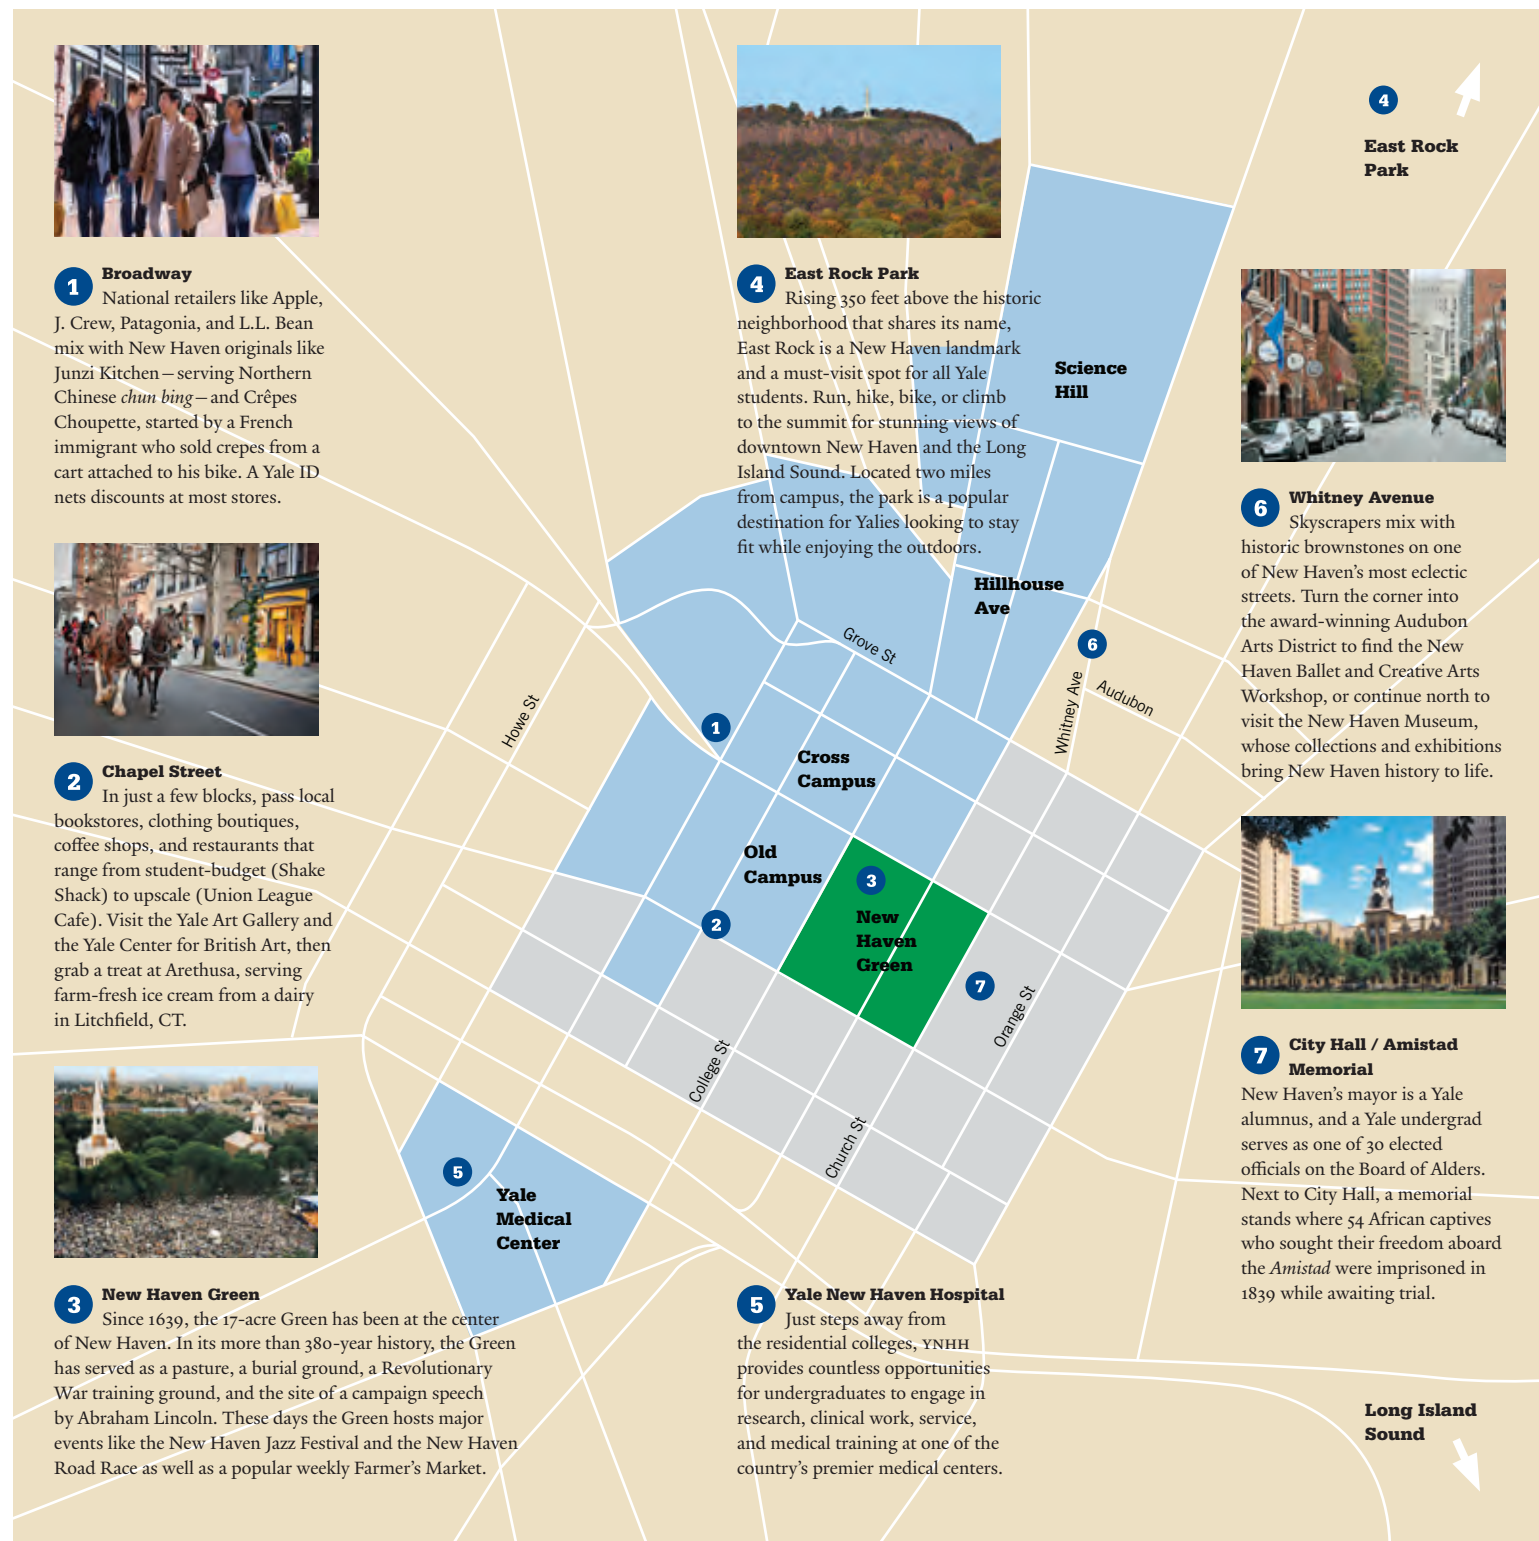 1
Broadway
National retailers like Apple,
J. Crew, Patagonia, and L.L. Bean
mix with New Haven originals like
Junzi Kitchen—serving Northern
Chinese chun bing—and Crêpes
Choupette, started by a French
immigrant who sold crepes from a
cart attached to his bike. A Yale ID
nets discounts at most stores.
2
Chapel Street
In just a few blocks, pass local
bookstores, clothing boutiques,
coffee shops, and restaurants that
range from student-budget (Shake
Shack) to upscale (Union League
Cafe). Visit the Yale Art Gallery and
the Yale Center for British Art, then
grab a treat at Arethusa, serving
farm-fresh ice cream from a dairy
in Litchfield, CT.
3
New Haven Green
Since 1639, the 17-acre Green has been at the center
of New Haven. In its more than 380-year history, the Green
has served as a pasture, a burial ground, a Revolutionary
War training ground, and the site of a campaign speech
by Abraham Lincoln. These days the Green hosts major
events like the New Haven Jazz Festival and the New Haven
Road Race as well as a popular weekly Farmer's Market.
4
East Rock Park
Rising 350 feet above the historic
neighborhood that shares its name,
East Rock is a New Haven landmark
and a must-visit spot for all Yale
students. Run, hike, bike, or climb
to the summit for stunning views of
downtown New Haven and the Long
Island Sound. Located two miles
from campus, the park is a popular
destination for Yalies looking to stay
fit while enjoying the outdoors.
Science
Hill
Hillhouse
Ave
Grove St
Howe St
Whitney Ave
Audubon
6
1
Cross
Campus
Old
Campus
3
New
Haven
Green
2
7
Orange St
College St
Church St
5
Yale
Medical
Center
5
Yale New Haven Hospital
Just steps away from
the residential colleges, YNHH
provides countless opportunities
for undergraduates to engage in
research, clinical work, service,
and medical training at one of the
country's premier medical centers.
4
East Rock
Park
6
Whitney Avenue
Skyscrapers mix with
historic brownstones on one
of New Haven's most eclectic
streets. Turn the corner into
the award-winning Audubon
Arts District to find the New
Haven Ballet and Creative Arts
Workshop, or continue north to
visit the New Haven Museum,
whose collections and exhibitions
bring New Haven history to life.
7
City Hall / Amistad
Memorial
New Haven's mayor is a Yale
alumnus, and a Yale undergrad
serves as one of 30 elected
officials on the Board of Alders.
Next to City Hall, a memorial
stands where 54 African captives
who sought their freedom aboard
the Amistad were imprisoned in
1839 while awaiting trial.
Long Island
Sound